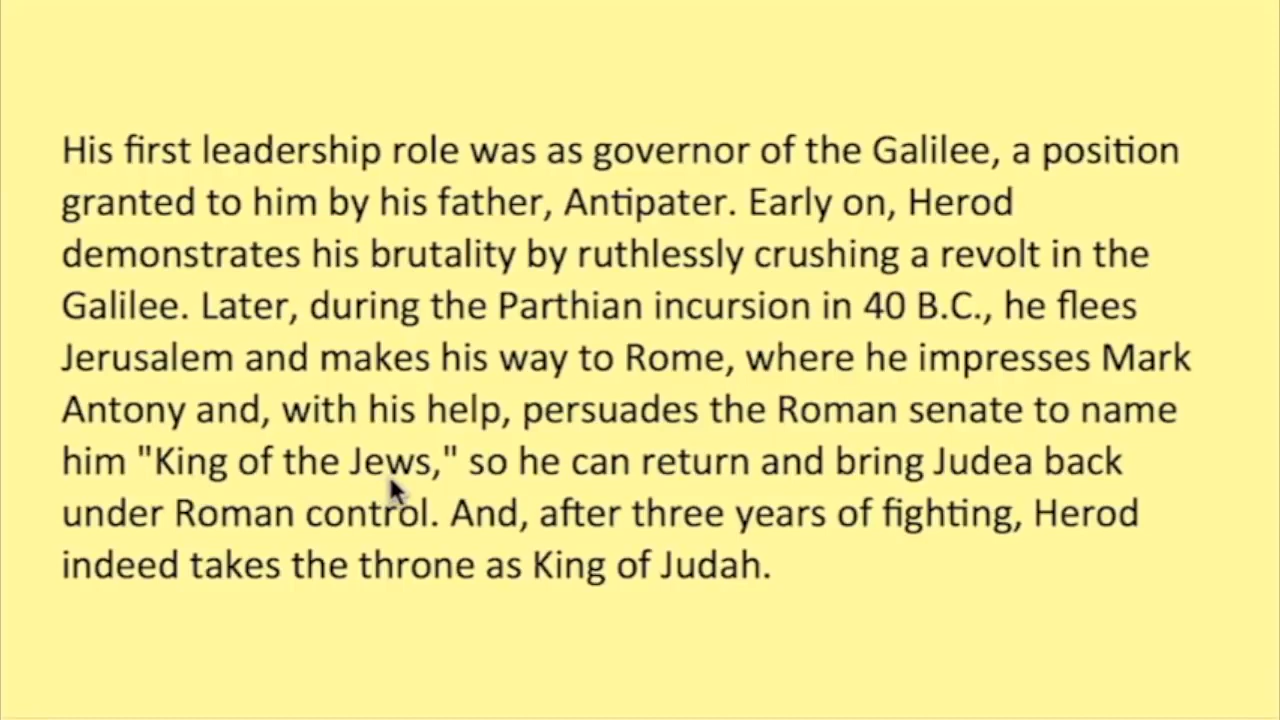 His first leadership role was as governor of the Galilee, a position
granted to him by his father, Antipater. Early on, Herod
demonstrates his brutality by ruthlessly crushing a revolt in the
Galilee. Later, during the Parthian incursion in 40 B.C., he flees
Jerusalem and makes his way to Rome, where he impresses Mark
Antony and, with his help, persuades the Roman senate to name
him "King of the Jews," so he can return and bring Judea back
under Roman control. And, after three years of fighting, Herod
indeed takes the throne as King of Judah.